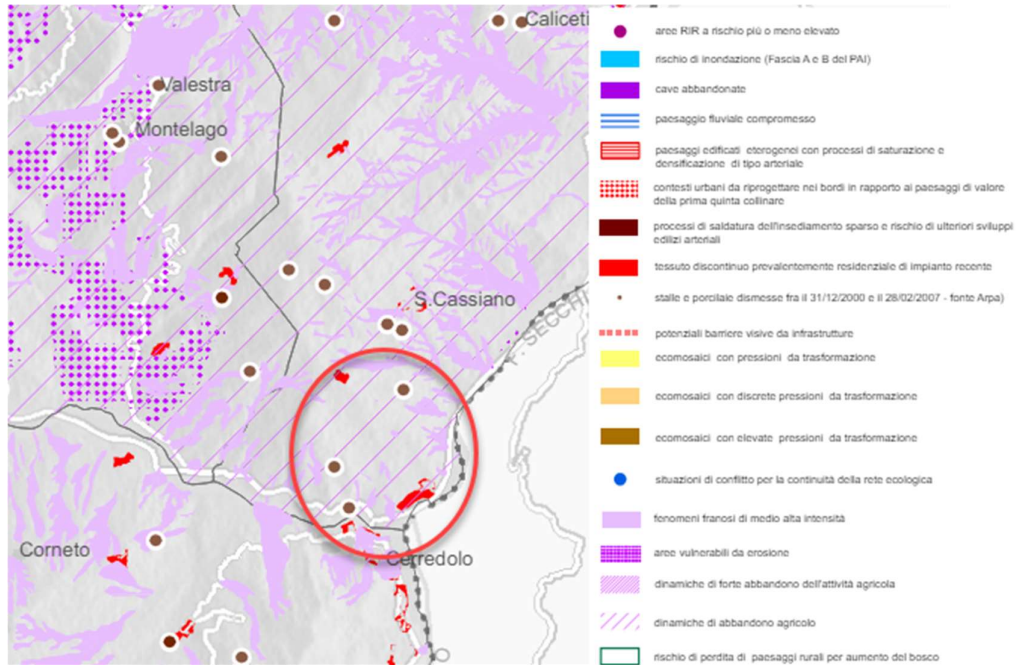 Caliceti
Valestra
Montelago
S.Cassiano
SECCHI
Corneto
Cerredolo
aree RIR a rischio più o meno elevato
rischio di inondazione (Fascia A e B del PAI)
cave abbandonate
paesaggio fluviale compromesso
paesaggi edificati eterogenei con processi di saturazione e
densificazione di tipo arteriale
contesti urbani da riprogettare nei bordi in rapporto ai paesaggi di valore
della prima quinta collinare
processi di saldatura dell'insediamento sparso e rischio di ulteriori sviluppi
edilizi arteriali
tessuto discontinuo prevalentemente residenziale di impianto recente
stalle e porcilaie dismesse fra il 31/12/2000 e il 28/02/2007 - fonte Arpa)
potenziali barriere visive da infrastrutture
ecomosaici con pressioni da trasformazione
ecomosaici con discrete pressioni da trasformazione
ecomosaici con elevate pressioni da trasformazione
situazioni di conflitto per la continuità della rete ecologica
fenomeni franosi di medio alta intensità
aree vulnerabili da erosione
dinamiche di forte abbandono dell'attività agricola
dinamiche di abbandono agricolo
rischio di perdita di paesaggi rurali per aumento del bosco